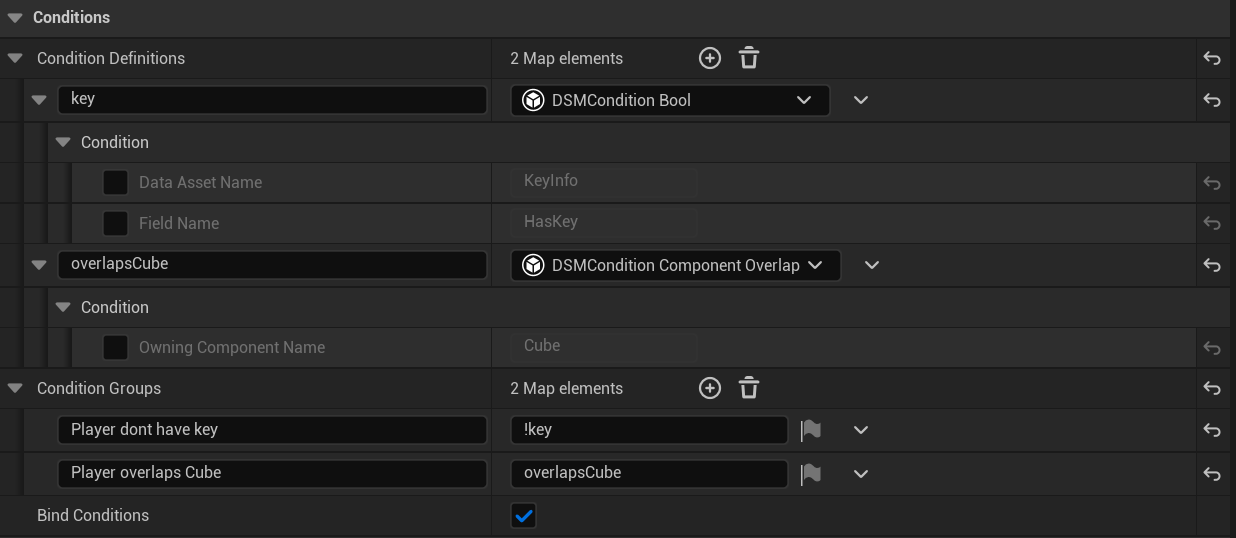 Conditions
Condition Definitions 2 Map elements
key DSMCondition Bool
Condition
Data Asset Name KeyInfo
Field Name HasKey
overlapsCube DSMCondition Component Overlap
Condition
Owning Component Name Cube
Condition Groups 2 Map elements
Player dont have key !key
Player overlaps Cube overlapsCube
Bind Conditions